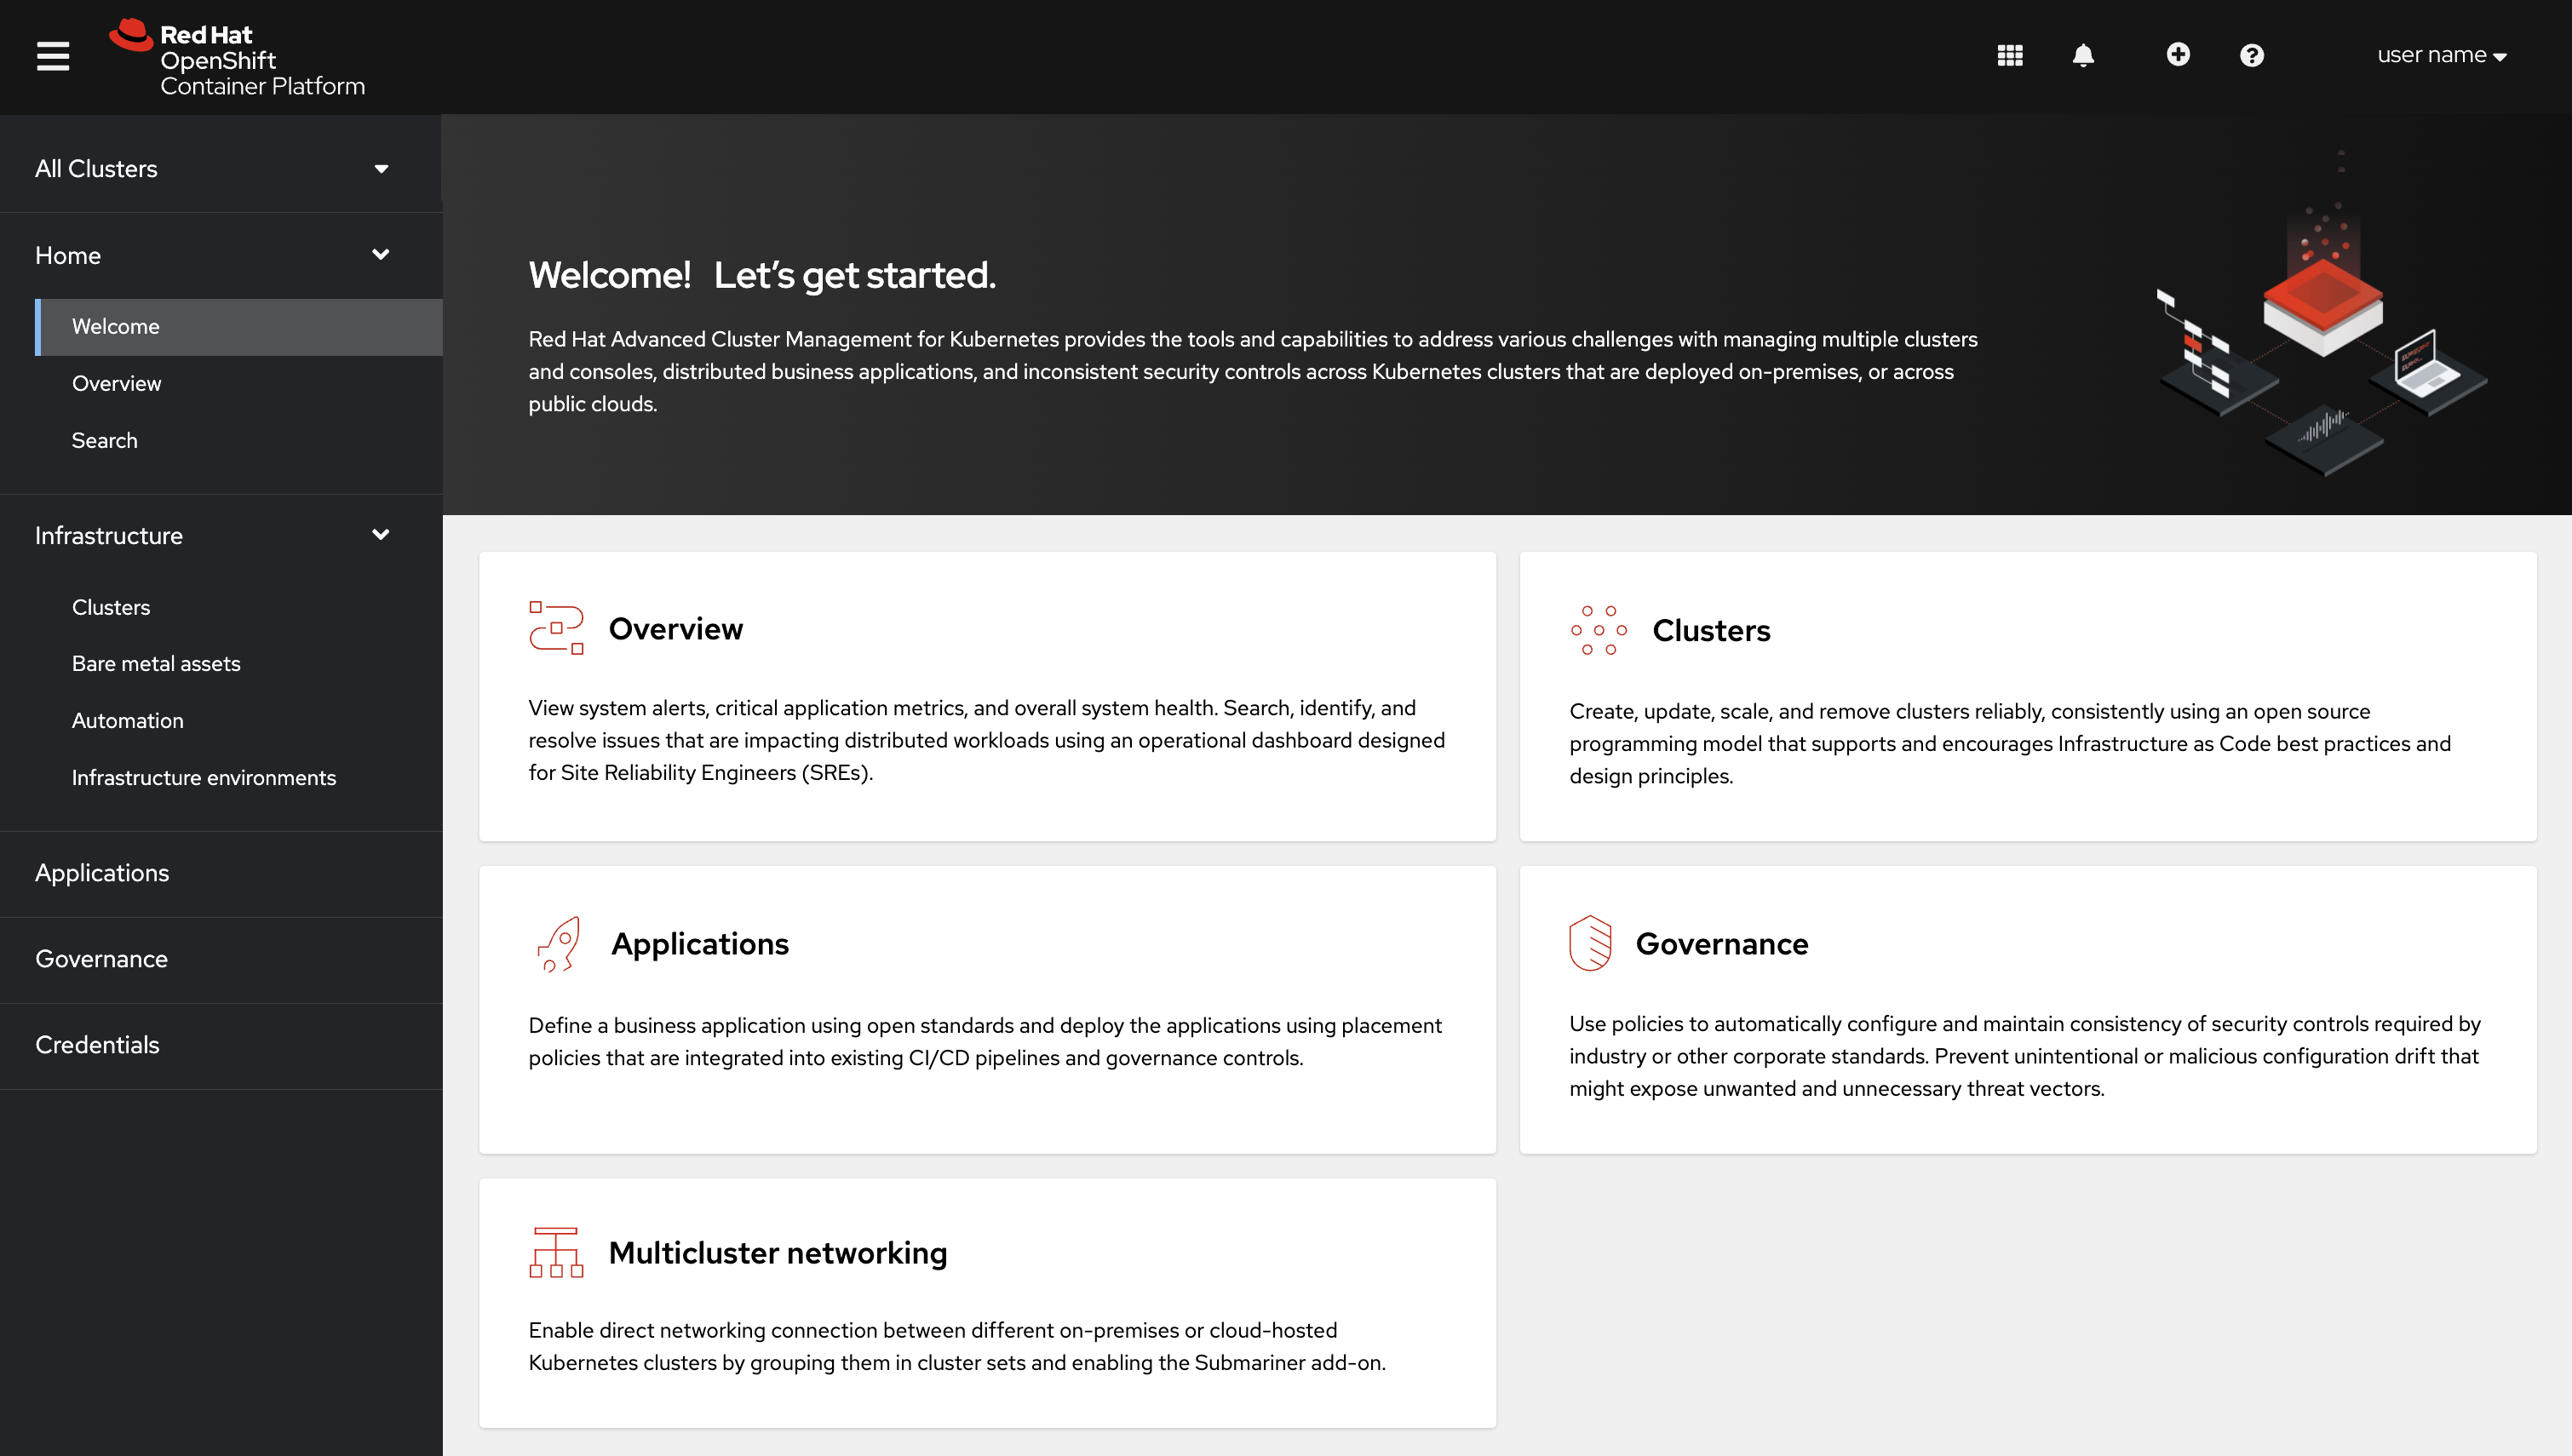 Red Hat
OpenShift
Container Platform
user name
All Clusters
Home
Welcome
Overview
Search
Infrastructure
Clusters
Bare metal assets
Automation
Infrastructure environments
Applications
Governance
Credentials
Welcome! Let's get started.
Red Hat Advanced Cluster Management for Kubernetes provides the tools and capabilities to address various challenges with managing multiple clusters
and consoles, distributed business applications, and inconsistent security controls across Kubernetes clusters that are deployed on-premises, or across
public clouds.
Overview
View system alerts, critical application metrics, and overall system health. Search, identify, and
resolve issues that are impacting distributed workloads using an operational dashboard designed
for Site Reliability Engineers (SREs).
Clusters
Create, update, scale, and remove clusters reliably, consistently using an open source
programming model that supports and encourages Infrastructure as Code best practices and
design principles.
Applications
Define a business application using open standards and deploy the applications using placement
policies that are integrated into existing CI/CD pipelines and governance controls.
Governance
Use policies to automatically configure and maintain consistency of security controls required by
industry or other corporate standards. Prevent unintentional or malicious configuration drift that
might expose unwanted and unnecessary threat vectors.
Multicluster networking
Enable direct networking connection between different on-premises or cloud-hosted
Kubernetes clusters by grouping them in cluster sets and enabling the Submariner add-on.